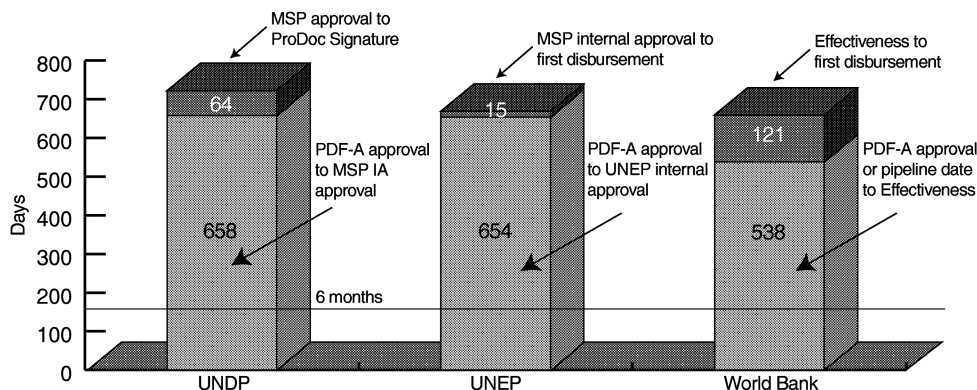 MSP approval to
ProDoc Signature
MSP internal approval to
first disbursement
Effectiveness to
first disbursement
800
700
600
500
400
300
200
100
0
Days
64
15
121
PDF-A approval
to MSP IA
approval
PDF-A approval
to UNEP internal
approval
PDF-A approval
or pipeline date
to Effectiveness
658
654
538
6 months
UNDP
UNEP
World Bank